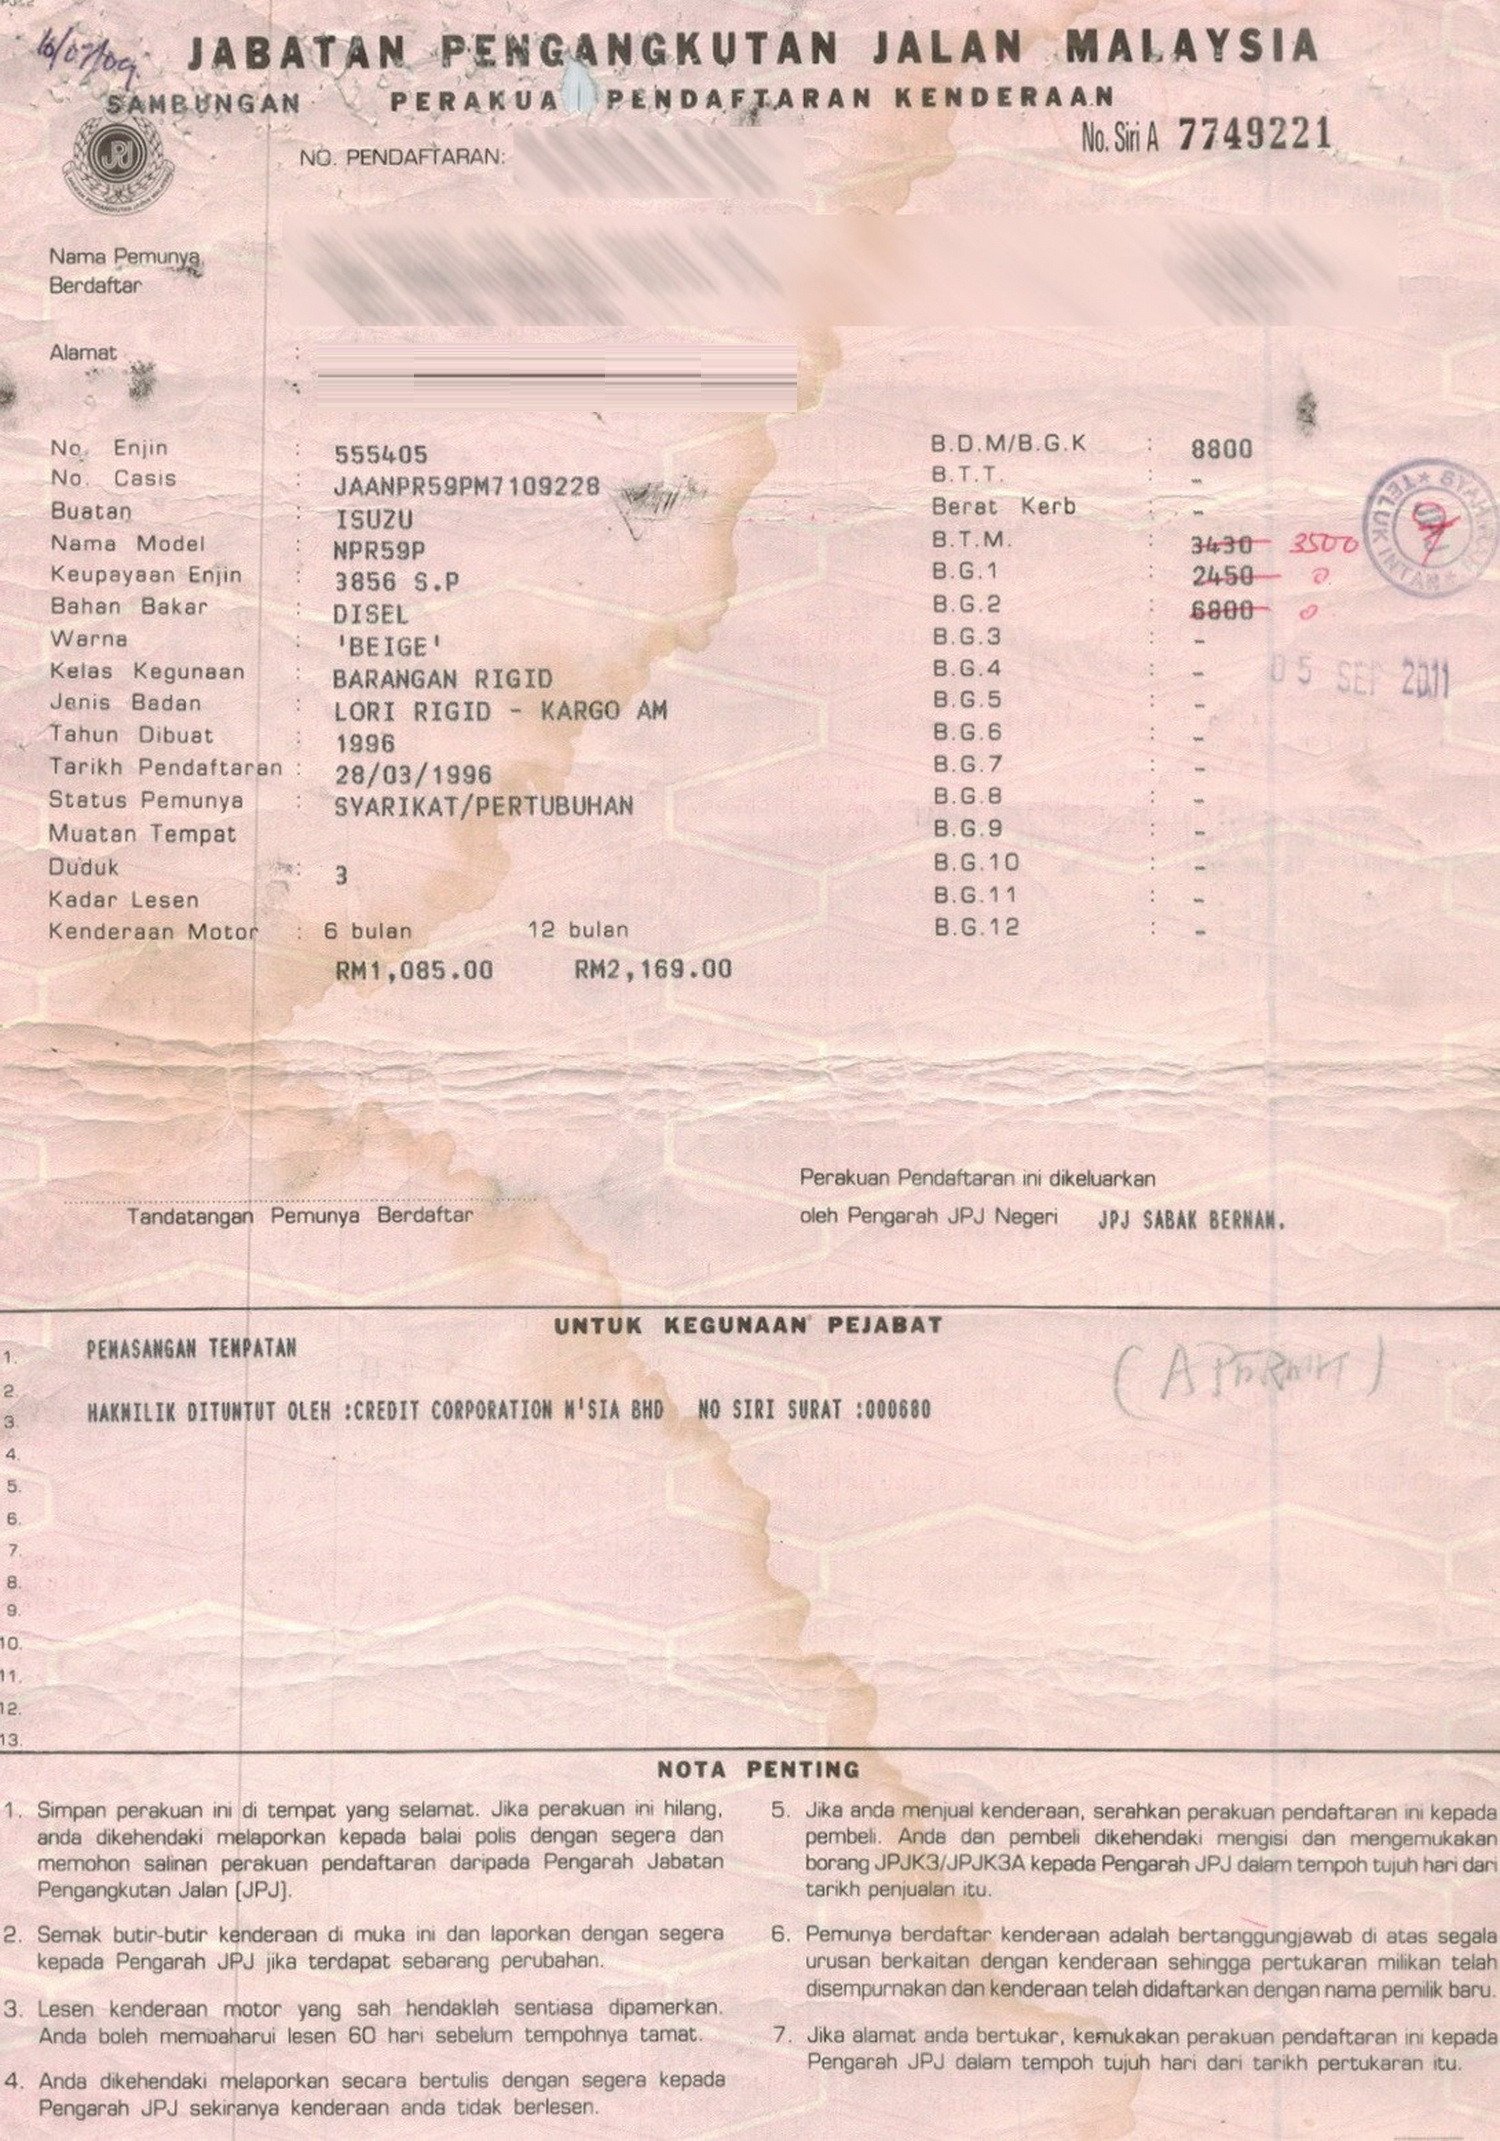 16/07/09.
JABATAN PENGANGKUTAN JALAN MALAYSIA
SAMBUNGAN PERAKUA PENDAFTARAN KENDERAAN
No. Siri A 7749221
JPJ
NO. PENDAFTARAN:
Nama Pemunya
Berdaftar
Alamat :
No. Enjin : 555405
No. Casis : JAANPR59PM7109228
Buatan : ISUZU
Nama Model : NPR59P
Keupayaan Enjin : 3856 S.P
Bahan Bakar : DISEL
Warna : 'BEIGE'
Kelas Kegunaan : BARANGAN RIGID
Jenis Badan : LORI RIGID - KARGO AM
Tahun Dibuat : 1996
Tarikh Pendaftaran : 28/03/1996
Status Pemunya : SYARIKAT/PERTUBUHAN
Muatan Tempat
Duduk : 3
Kadar Lesen
Kenderaan Motor : 6 bulan 12 bulan
RM1,085.00 RM2,169.00
B.D.M/B.G.K : 8800
B.T.T. : -
Berat Kerb : -
B.T.M. : 3430 3500
B.G.1 : 2450 0
B.G.2 : 6800 0
B.G.3 : -
B.G.4 : -
B.G.5 : -
B.G.6 : -
B.G.7 : -
B.G.8 : -
B.G.9 : -
B.G.10 : -
B.G.11 : -
B.G.12 : -
TELUK INTAN
05 SEP 2011
Tandatangan Pemunya Berdaftar
Perakuan Pendaftaran ini dikeluarkan
oleh Pengarah JPJ Negeri JPJ SABAK BERNAM.
UNTUK KEGUNAAN PEJABAT
1. PEMASANGAN TEMPATAN
(A PERMIT)
2.
3. HAKMILIK DITUNTUT OLEH :CREDIT CORPORATION M'SIA BHD NO SIRI SURAT :000680
4.
5.
6.
7.
8.
9.
10.
11.
12.
13.
NOTA PENTING
1. Simpan perakuan ini di tempat yang selamat. Jika perakuan ini hilang,
anda dikehendaki melaporkan kepada balai polis dengan segera dan
memohon salinan perakuan pendaftaran daripada Pengarah Jabatan
Pengangkutan Jalan (JPJ).
2. Semak butir-butir kenderaan di muka ini dan laporkan dengan segera
kepada Pengarah JPJ jika terdapat sebarang perubahan.
3. Lesen kenderaan motor yang sah hendaklah sentiasa dipamerkan.
Anda boleh membaharui lesen 60 hari sebelum tempohnya tamat.
4. Anda dikehendaki melaporkan secara bertulis dengan segera kepada
Pengarah JPJ sekiranya kenderaan anda tidak berlesen.
5. Jika anda menjual kenderaan, serahkan perakuan pendaftaran ini kepada
pembeli. Anda dan pembeli dikehendaki mengisi dan mengemukakan
borang JPJK3/JPJK3A kepada Pengarah JPJ dalam tempoh tujuh hari dari
tarikh penjualan itu.
6. Pemunya berdaftar kenderaan adalah bertanggungjawab di atas segala
urusan berkaitan dengan kenderaan sehingga pertukaran milikan telah
disempurnakan dan kenderaan telah didaftarkan dengan nama pemilik baru.
7. Jika alamat anda bertukar, kemukakan perakuan pendaftaran ini kepada
Pengarah JPJ dalam tempoh tujuh hari dari tarikh pertukaran itu.